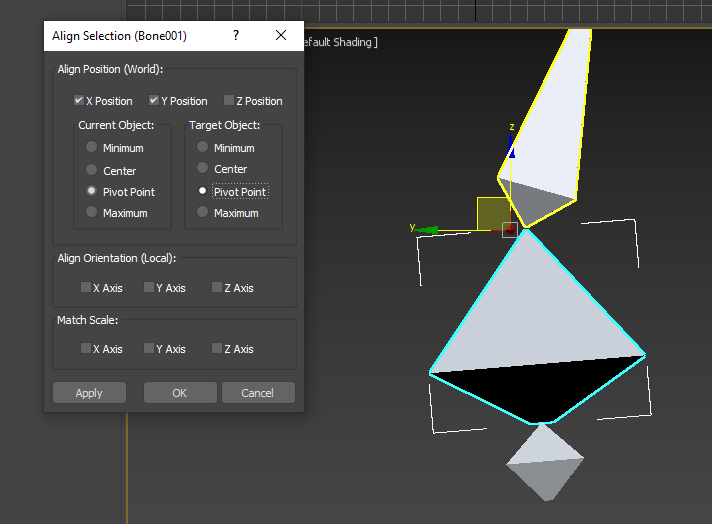 Align Selection (Bone001)
?
efault Shading ]
Align Position (World):
X Position Y Position Z Position
Current Object: Target Object:
Minimum Minimum
Center Center
Pivot Point Pivot Point
Maximum Maximum
Align Orientation (Local):
X Axis Y Axis Z Axis
Match Scale:
X Axis Y Axis Z Axis
Apply OK Cancel
z
y